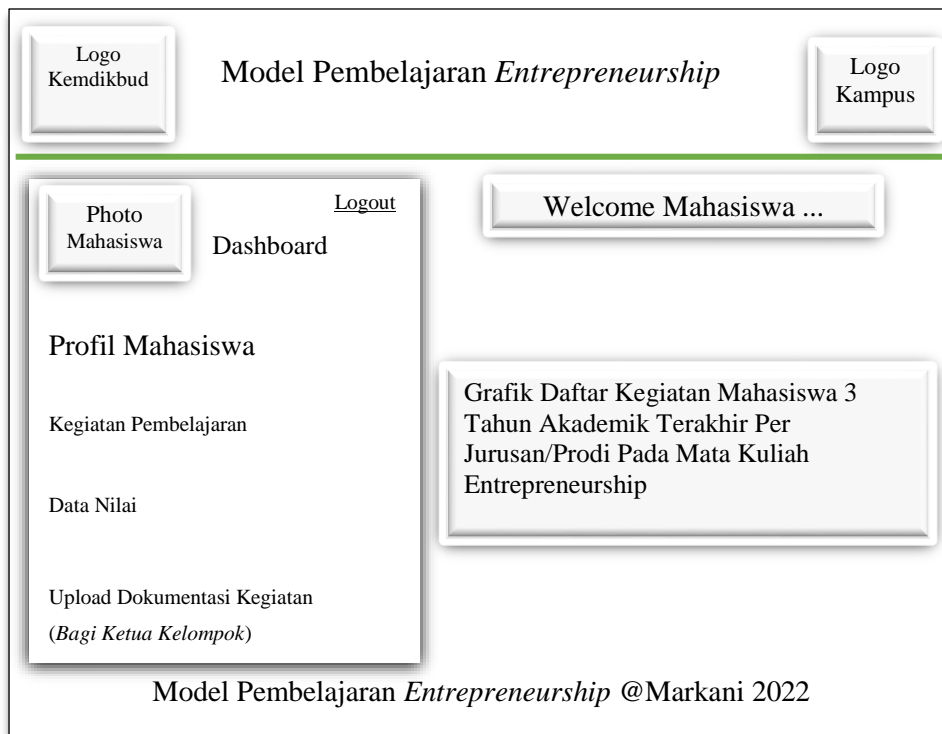 Logo
Kemdikbud
Model Pembelajaran Entrepreneurship
Logo
Kampus
Photo
Mahasiswa
Logout
Dashboard
Profil Mahasiswa
Kegiatan Pembelajaran
Data Nilai
Upload Dokumentasi Kegiatan
(Bagi Ketua Kelompok)
Welcome Mahasiswa ...
Grafik Daftar Kegiatan Mahasiswa 3
Tahun Akademik Terakhir Per
Jurusan/Prodi Pada Mata Kuliah
Entrepreneurship
Model Pembelajaran Entrepreneurship @Markani 2022